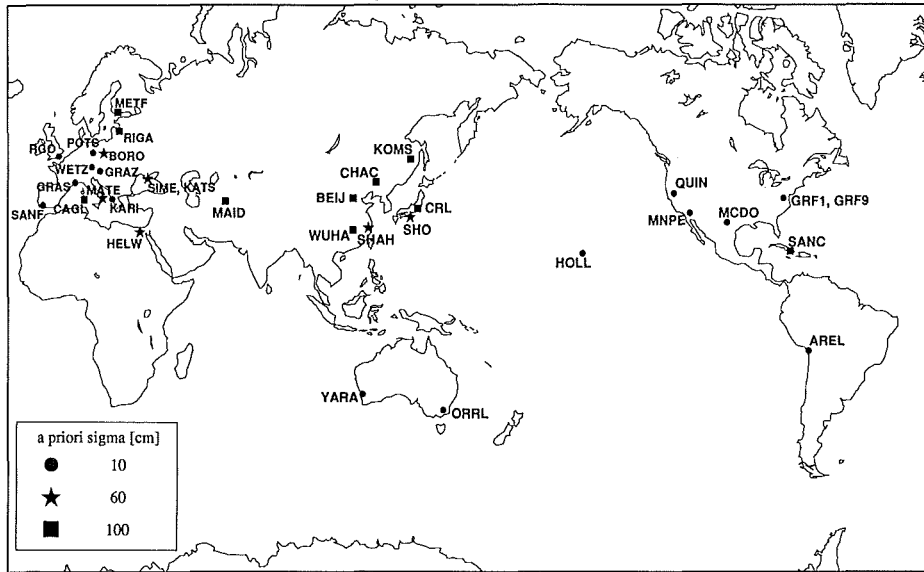 METF
RIGA
POTS
RGO
BORO
WETZ
GRAZ
GRAS
MATE
SIME, KATS
SANF
CAGL
KARI
HELW
MAID
KOMS
CHAC
BEIJ
CRL
SHO
WUHA
SHAH
QUIN
MNPE
MCDO
GRF1, GRF9
SANC
HOLL
AREL
YARA
ORRL
a priori sigma [cm]
10
60
100